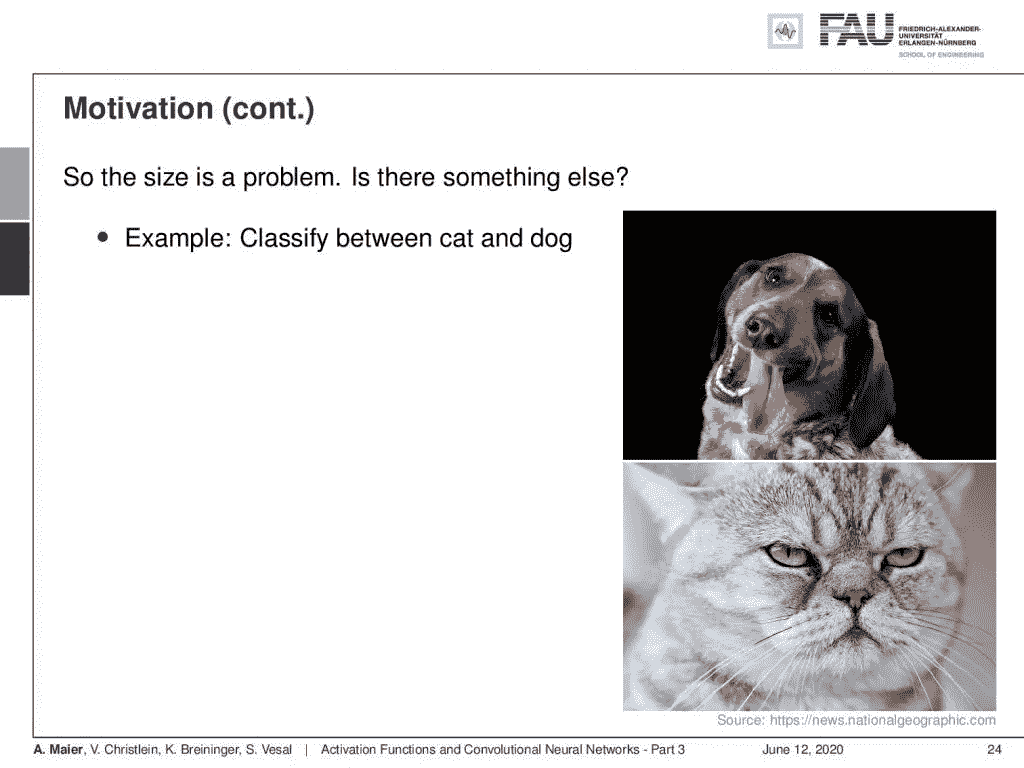 FAU
FRIEDRICH-ALEXANDER-
UNIVERSITÄT
ERLANGEN-NÜRNBERG
SCHOOL OF ENGINEERING
Motivation (cont.)
So the size is a problem. Is there something else?
• Example: Classify between cat and dog
Source: https://news.nationalgeographic.com
A. Maier, V. Christlein, K. Breininger, S. Vesal | Activation Functions and Convolutional Neural Networks - Part 3 June 12, 2020 24